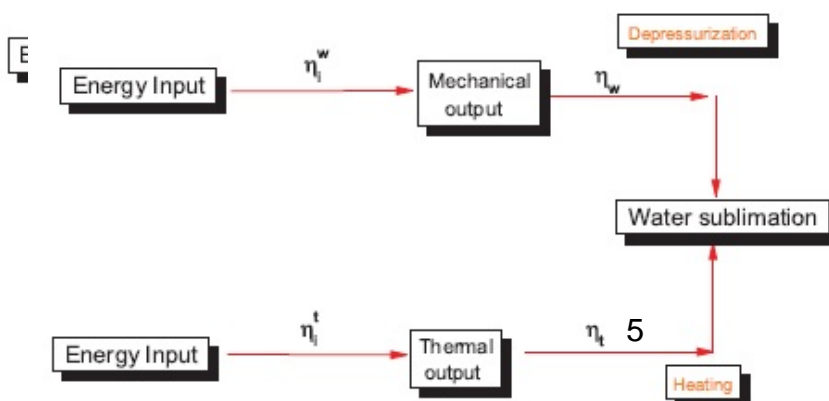 Depressurization
E
Energy Input
η_i^w
Mechanical
output
η_w
Water sublimation
Energy Input
η_i^t
Thermal
output
η_t 5
Heating